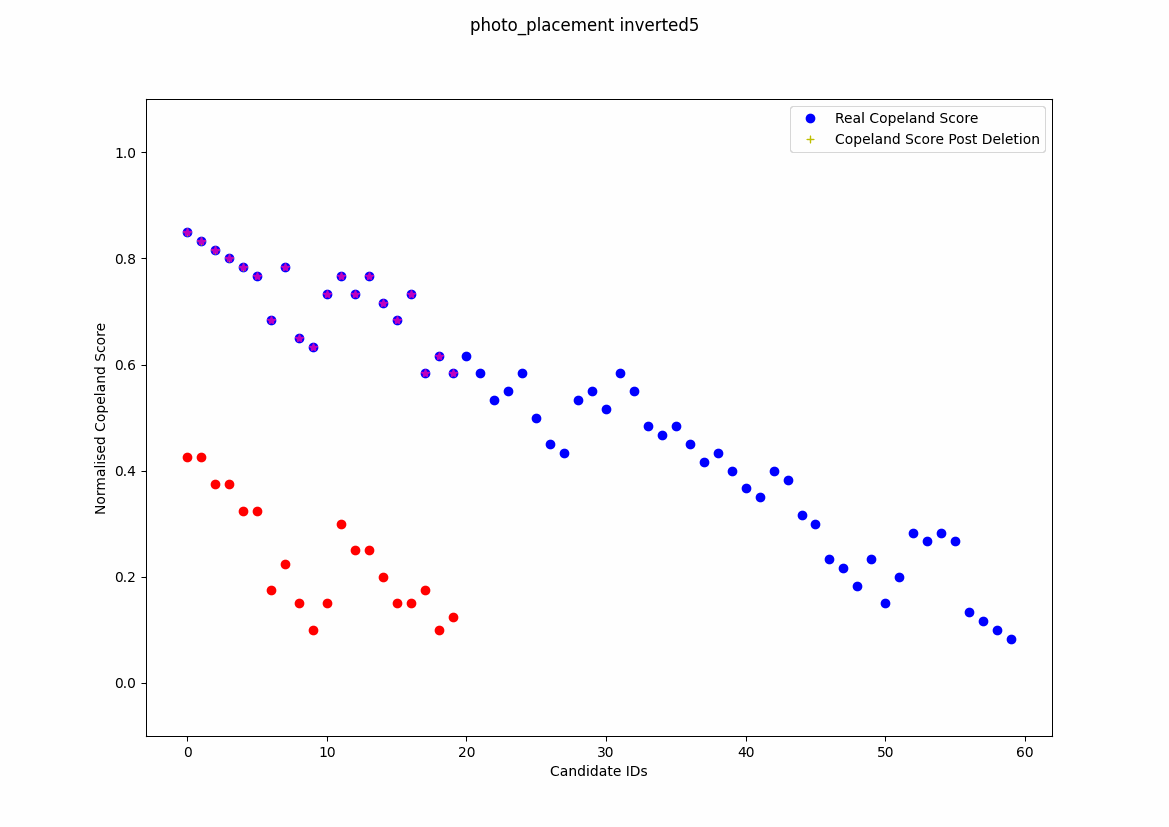 photo_placement inverted5
Real Copeland Score
Copeland Score Post Deletion
1.0
0.8
0.6
0.4
0.2
0.0
Normalised Copeland Score
0 10 20 30 40 50 60
Candidate IDs